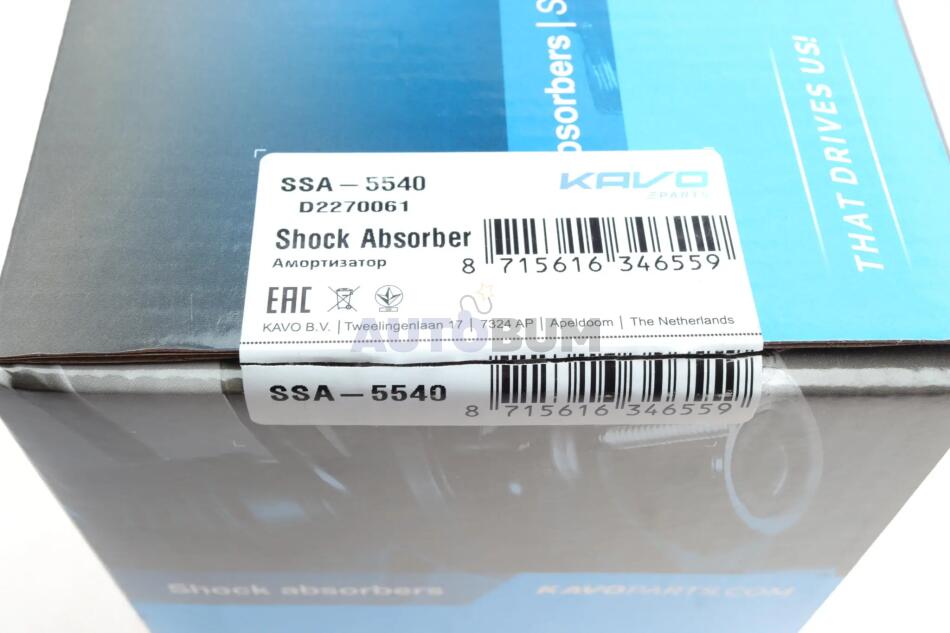 bsorbers | S
THAT DRIVES US!
SSA – 5540
D2270061
KAVO
PARTS
Shock Absorber
Амортизатор
8 715616 346559
EAC
KAVO B.V. | Tweelingenlaan 17 | 7324 AP | Apeldoorn | The Netherlands
AUTOBUM
SSA – 5540
8 715616 346559
Shock absorbers
KAVOPARTS.COM